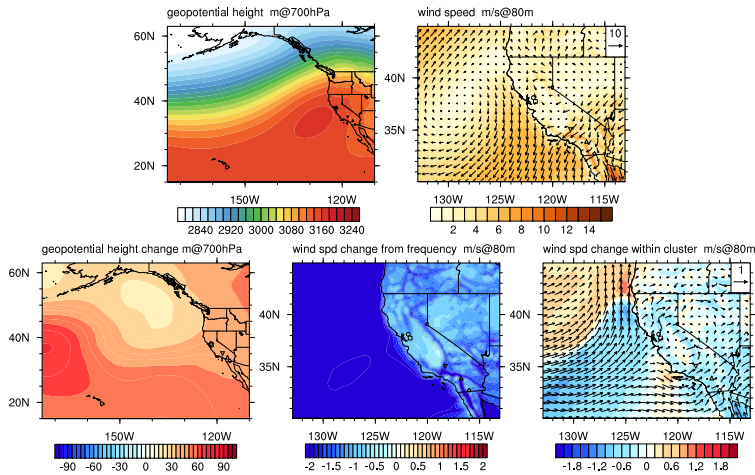 geopotential height  m@700hPa
wind speed  m/s@80m
60N
40N
20N
150W
120W
2840 2920 3000 3080 3160 3240
10
40N
35N
130W 125W 120W 115W
2 4 6 8 10 12 14
A
B
geopotential height change m@700hPa
wind spd change from frequency  m/s@80m
wind spd change within cluster  m/s@80m
60N
40N
20N
150W
120W
-90 -60 -30 0 30 60 90
40N
35N
130W 125W 120W 115W
-2 -1.5 -1 -0.5 0 0.5 1 1.5 2
A
B
1
40N
35N
130W 125W 120W 115W
-1.8 -1.2 -0.6 0 0.6 1.2 1.8
A
B